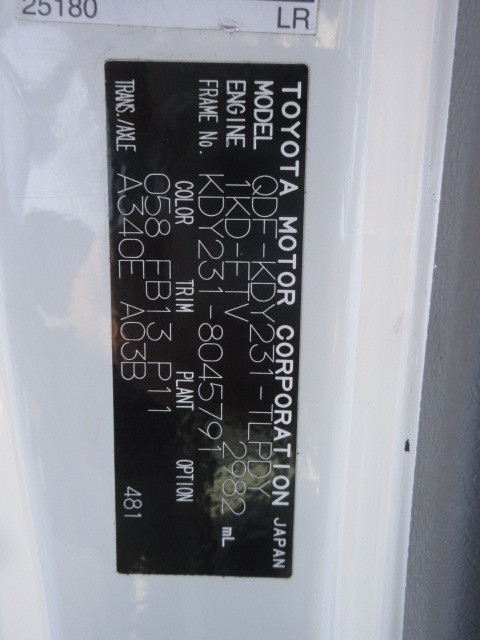 25180
LR
TOYOTA MOTOR CORPORATION JAPAN
MODEL QDF-KDY231-TLPDY
ENGINE 1KD-FTV 2982 mL
FRAME No. KDY231-8045791
COLOR TRIM PLANT OPTION
058 FB13 P11
TRANS./AXLE A340E A03B 481